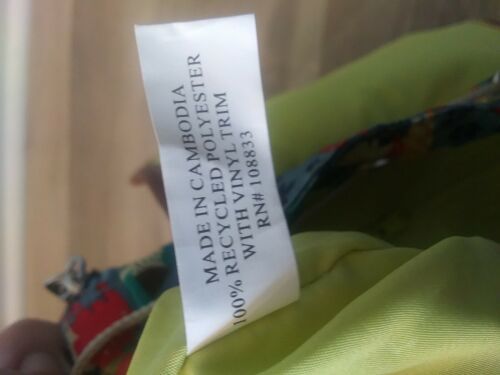 MADE IN CAMBODIA
100% RECYCLED POLYESTER
WITH VINYL TRIM
RN# 108833